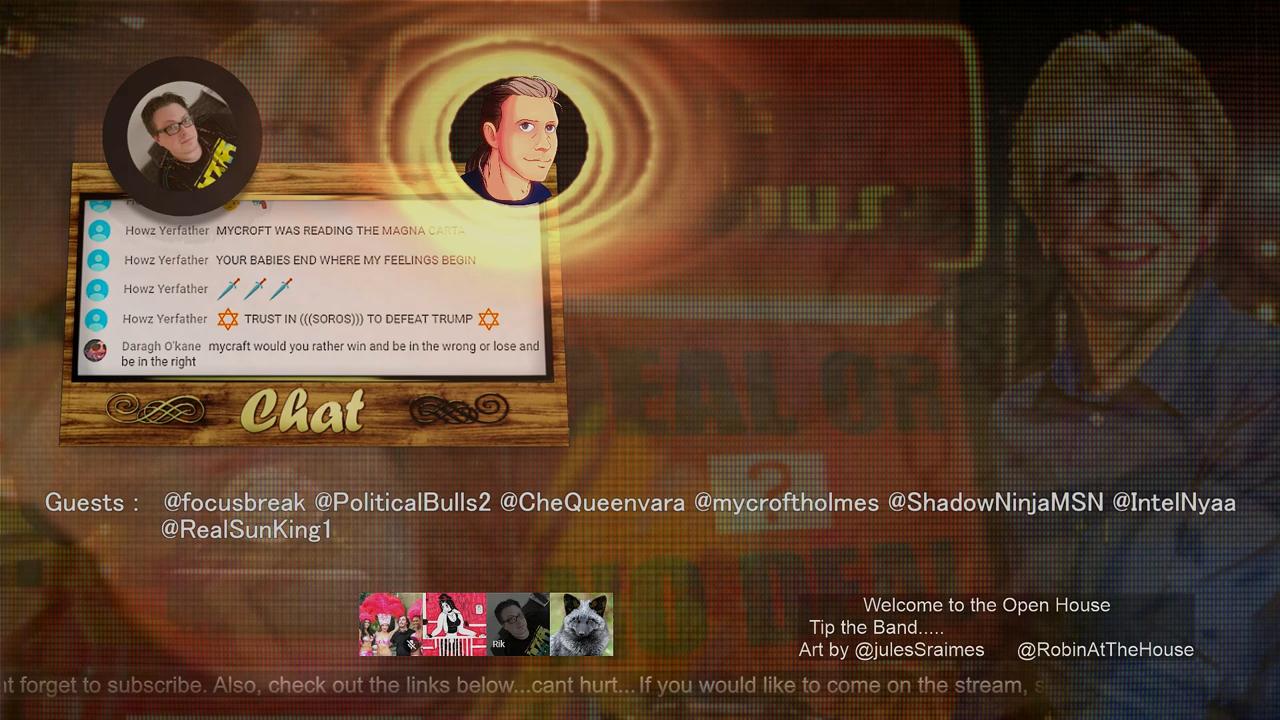 Howz Yerfather MYCROFT WAS READING THE MAGNA CARTA
Howz Yerfather YOUR BABIES END WHERE MY FEELINGS BEGIN
Howz Yerfather 🗡️🗡️🗡️
Howz Yerfather 🔯 TRUST IN (((SOROS))) TO DEFEAT TRUMP 🔯
Daragh O'kane mycraft would you rather win and be in the wrong or lose and
be in the right
Chat
Guests : @focusbreak @PoliticalBulls2 @CheQueenvara @mycroftholmes @ShadowNinjaMSN @IntelNyaa
@RealSunKing1
Rik
Welcome to the Open House
Tip the Band.....
Art by @julesSraimes @RobinAtTheHouse
forget to subscribe. Also, check out the links below...cant hurt... If you would like to come on the stream,
DEAL OR
?
NO DEAL